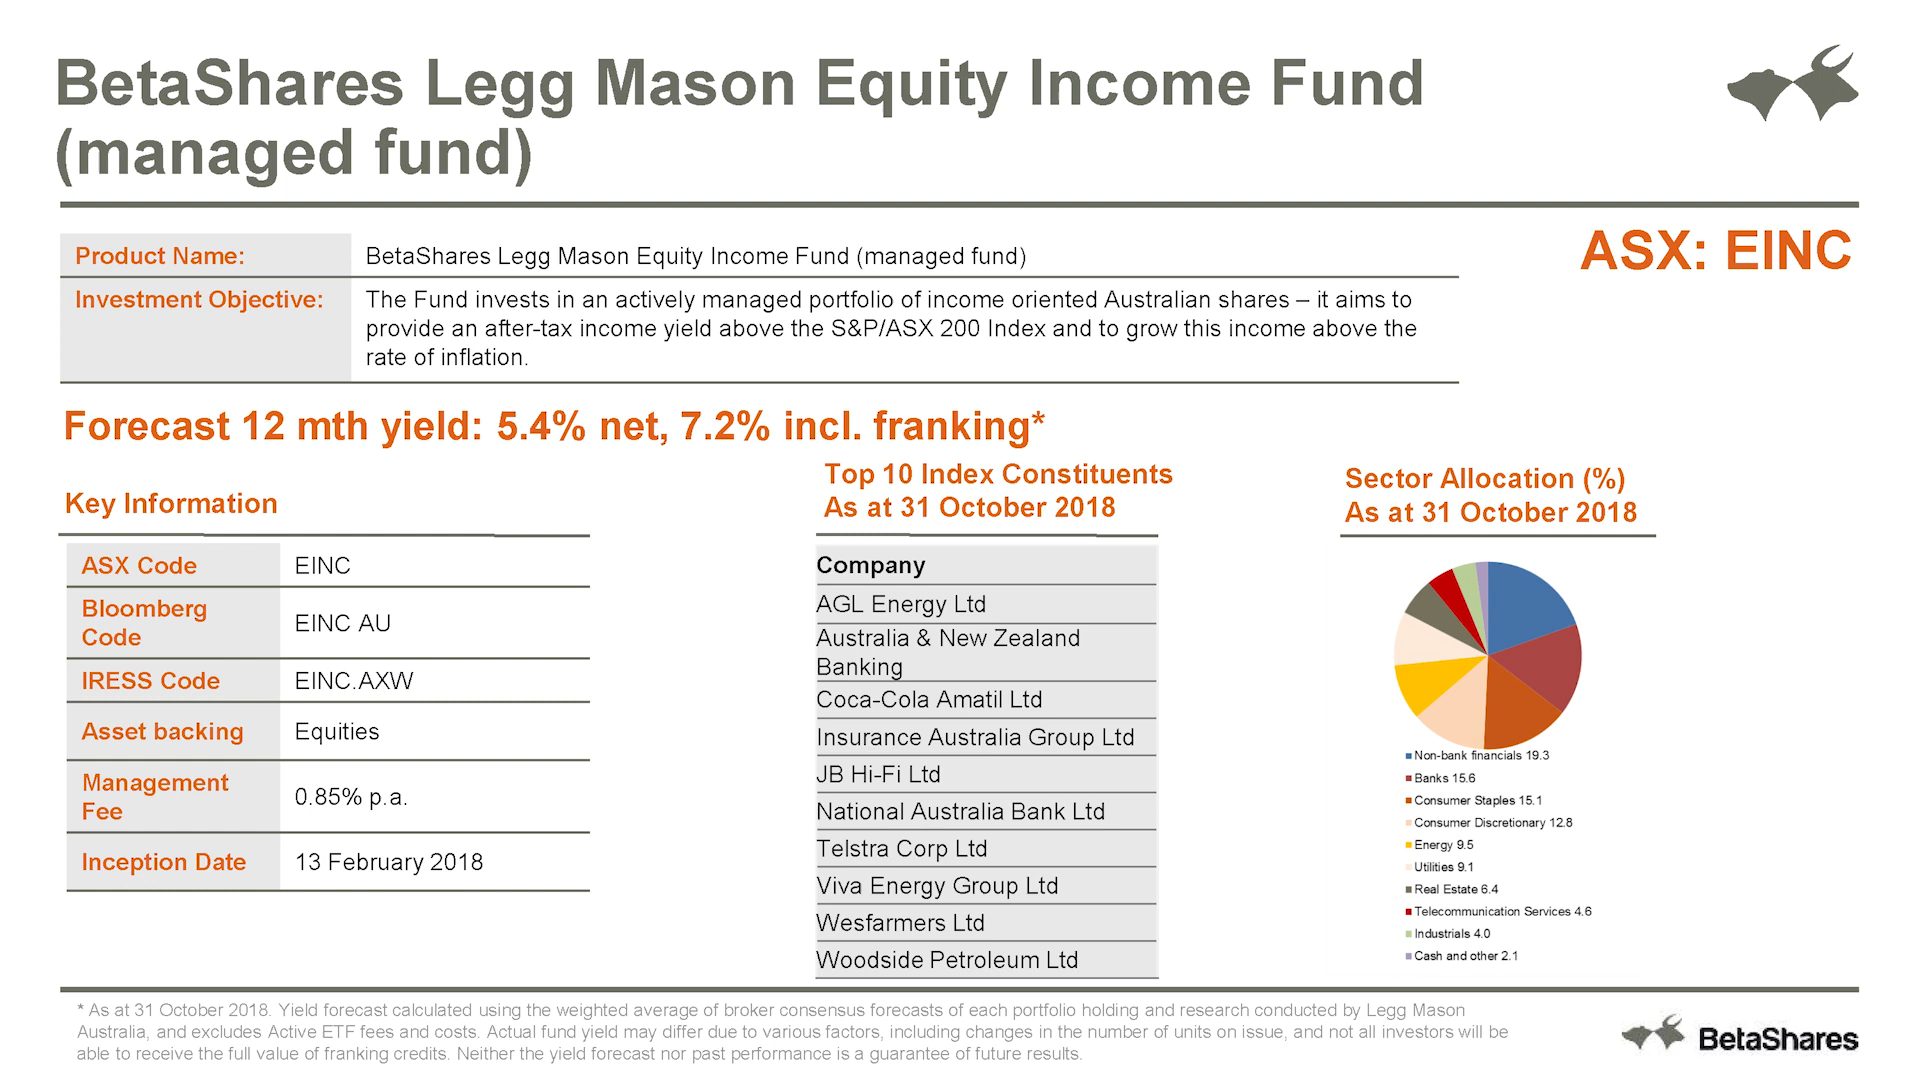 BetaShares Legg Mason Equity Income Fund
(managed fund)
ASX: EINC
Product Name: BetaShares Legg Mason Equity Income Fund (managed fund)
Investment Objective: The Fund invests in an actively managed portfolio of income oriented Australian shares – it aims to
provide an after-tax income yield above the S&P/ASX 200 Index and to grow this income above the
rate of inflation.
Forecast 12 mth yield: 5.4% net, 7.2% incl. franking*
Key Information
ASX Code EINC
Bloomberg
Code
EINC AU
IRESS Code EINC.AXW
Asset backing Equities
Management
Fee
0.85% p.a.
Inception Date 13 February 2018
Top 10 Index Constituents
As at 31 October 2018
Company
AGL Energy Ltd
Australia & New Zealand
Banking
Coca-Cola Amatil Ltd
Insurance Australia Group Ltd
JB Hi-Fi Ltd
National Australia Bank Ltd
Telstra Corp Ltd
Viva Energy Group Ltd
Wesfarmers Ltd
Woodside Petroleum Ltd
Sector Allocation (%)
As at 31 October 2018
Non-bank financials 19.3
Banks 15.6
Consumer Staples 15.1
Consumer Discretionary 12.8
Energy 9.5
Utilities 9.1
Real Estate 6.4
Telecommunication Services 4.6
Industrials 4.0
Cash and other 2.1
* As at 31 October 2018. Yield forecast calculated using the weighted average of broker consensus forecasts of each portfolio holding and research conducted by Legg Mason
Australia, and excludes Active ETF fees and costs. Actual fund yield may differ due to various factors, including changes in the number of units on issue, and not all investors will be
able to receive the full value of franking credits. Neither the yield forecast nor past performance is a guarantee of future results.
BetaShares